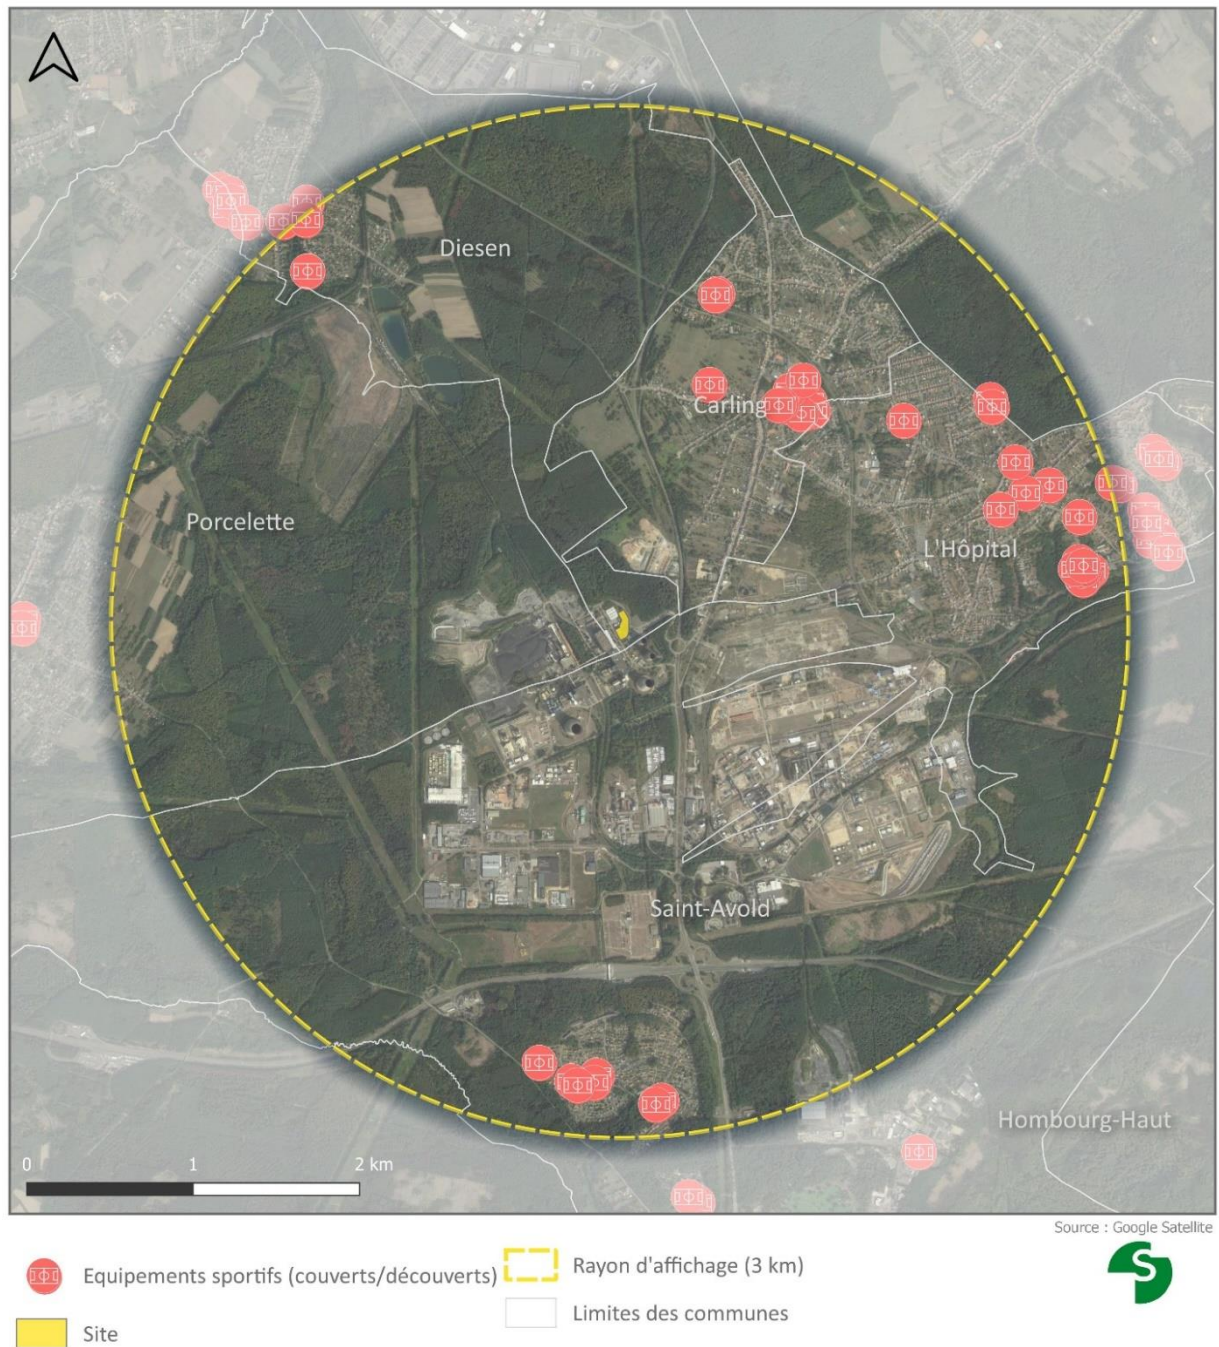 Diesen
Carling
Porcelette
L'Hôpital
Saint-Avold
Hombourg-Haut
0 1 2 km
Source : Google Satellite
Equipements sportifs (couverts/découverts)
Rayon d'affichage (3 km)
Limites des communes
Site
S